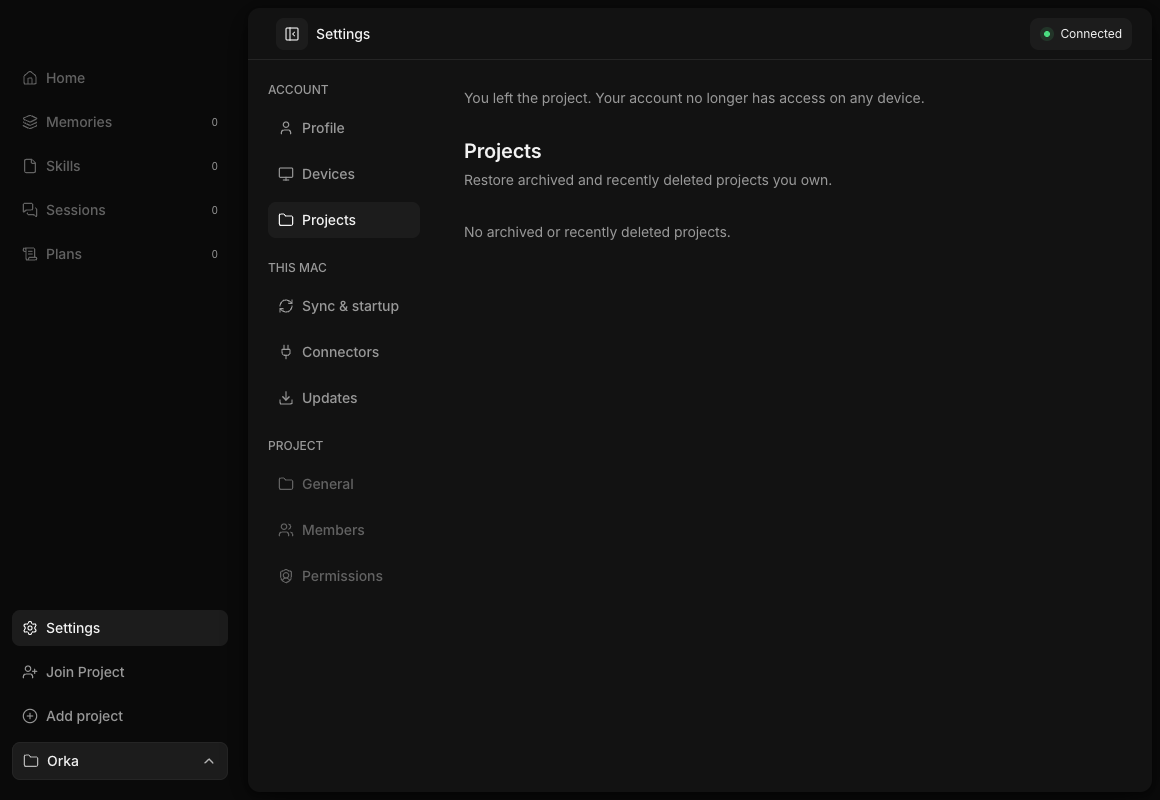 Home
Memories 0
Skills 0
Sessions 0
Plans 0
Settings
Join Project
Add project
Orka
Settings
Connected
ACCOUNT
Profile
Devices
Projects
THIS MAC
Sync & startup
Connectors
Updates
PROJECT
General
Members
Permissions
You left the project. Your account no longer has access on any device.
Projects
Restore archived and recently deleted projects you own.
No archived or recently deleted projects.